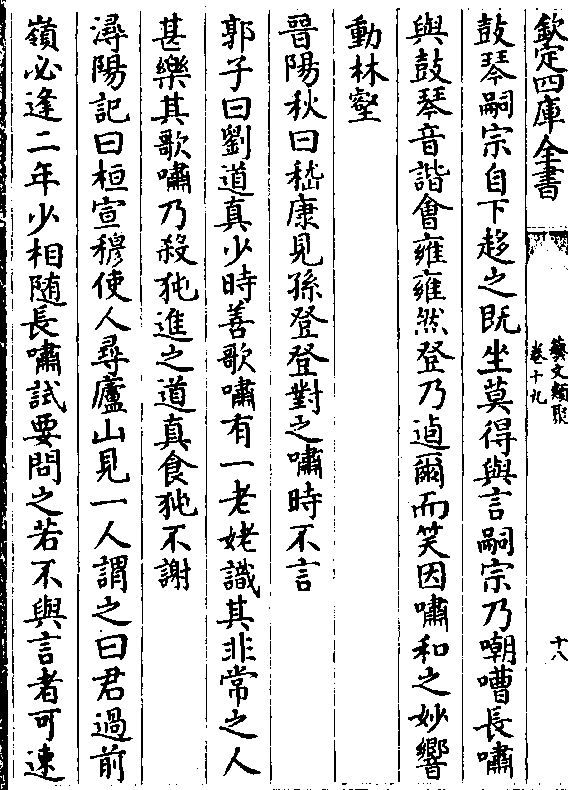 欽定四庫全書
藝文類聚
卷十九
十八
鼓琴嗣宗自下趍之既坐莫得與言嗣宗乃嘲嘈長嘯
與鼓琴音諧會雍雍然登乃逌爾而笑因嘯和之妙響
動林壑
晉陽秋曰嵇康見孫登登對之嘯時不言
郭子曰劉道真少時善歌嘯有一老姥識其非常之人
甚樂其歌嘯乃殺㹠進之道真食㹠不謝
潯陽記曰桓宣穆使人尋廬山見一人謂之曰君過前
嶺必逢二年少相随長嘯試要問之若不與言者可速